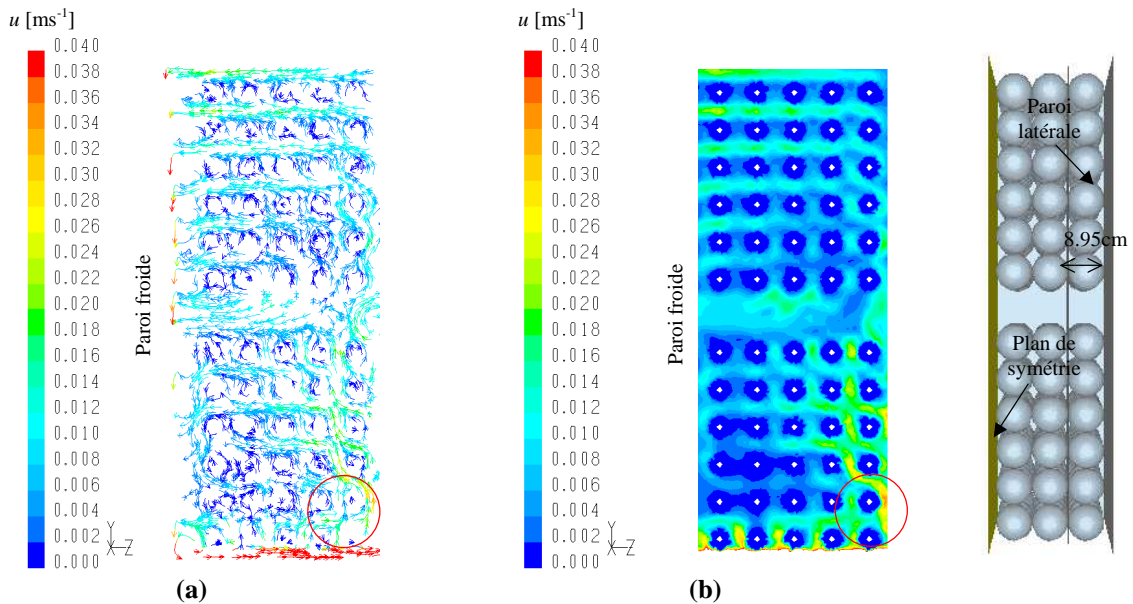 u [ms-1]
0.040
0.038
0.036
0.034
0.032
0.030
0.028
0.026
0.024
0.022
0.020
0.018
0.016
0.014
0.012
0.010
0.008
0.006
0.004
0.002
0.000
Paroi froide
Y
X
Z
(a)
u [ms-1]
0.040
0.038
0.036
0.034
0.032
0.030
0.028
0.026
0.024
0.022
0.020
0.018
0.016
0.014
0.012
0.010
0.008
0.006
0.004
0.002
0.000
Paroi froide
Y
X
Z
(b)
Paroi
latérale
8.95cm
Plan de
symétrie